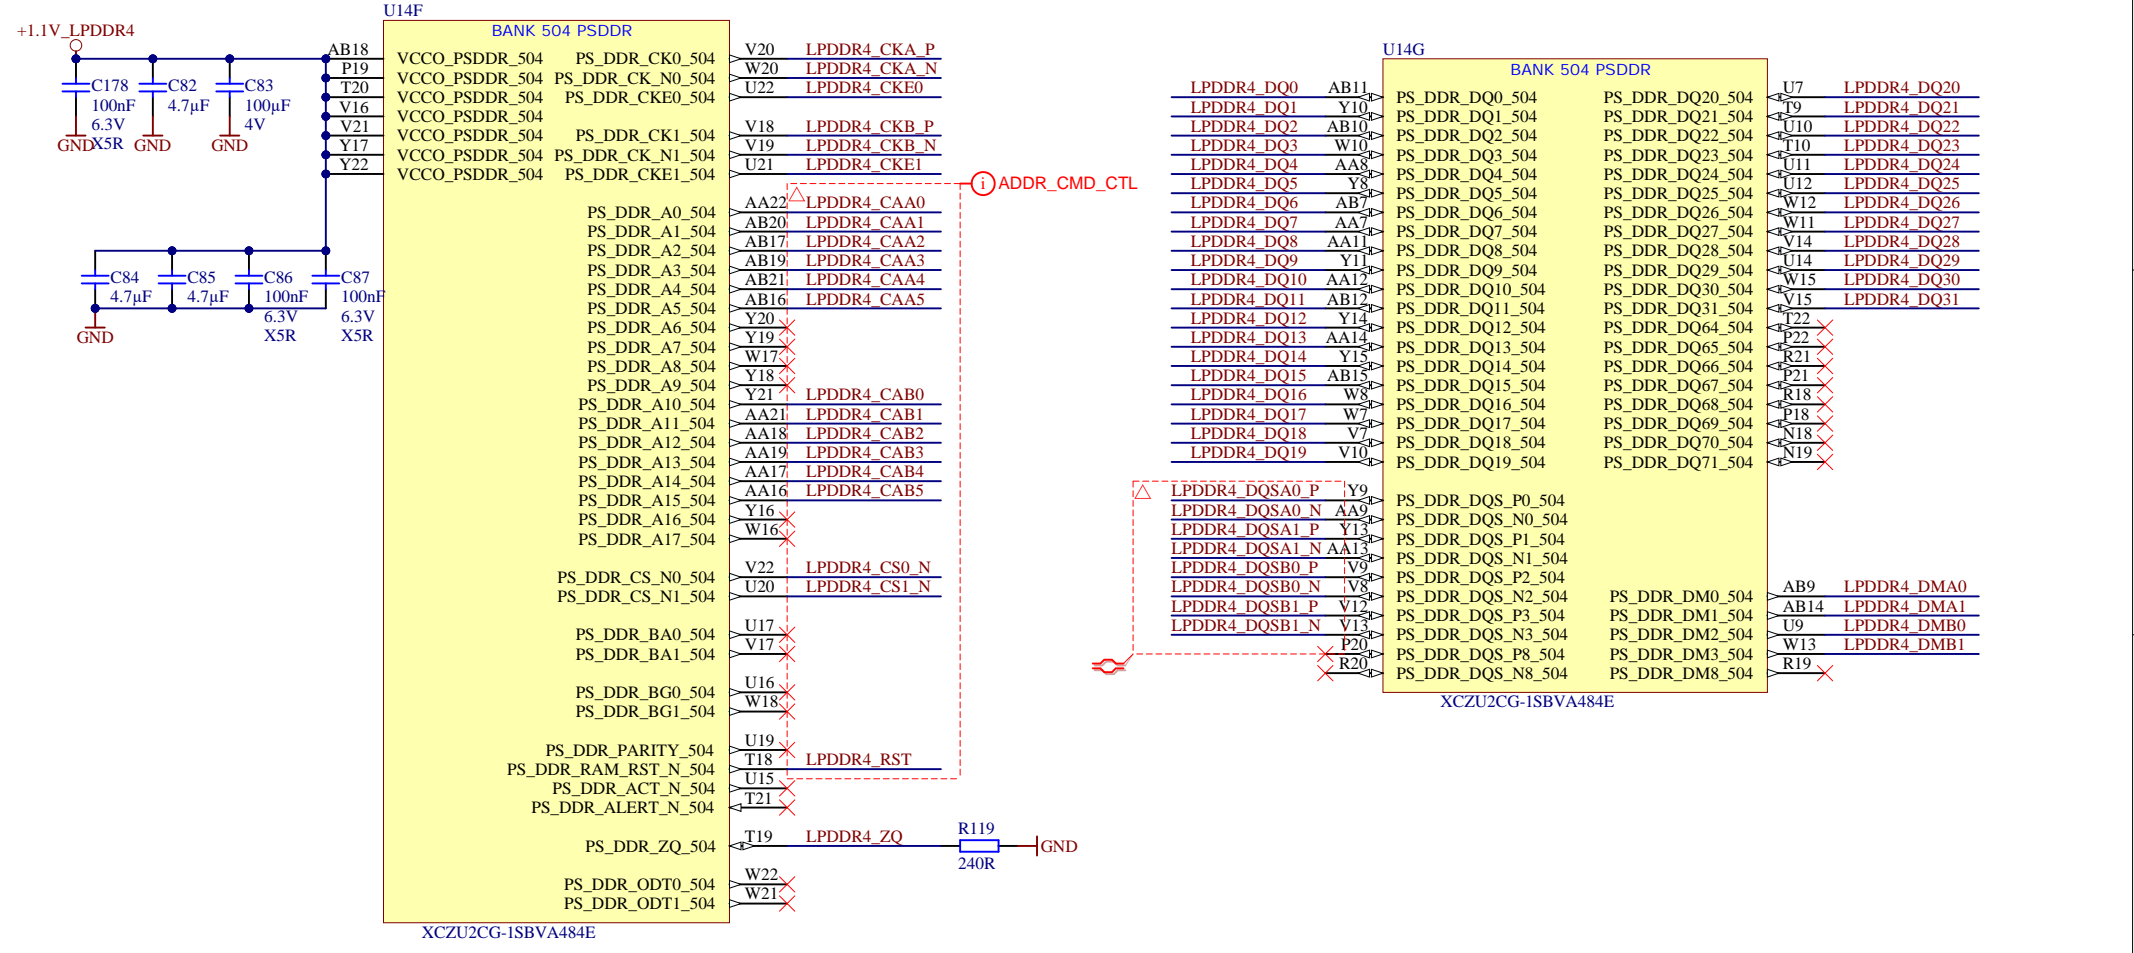 U14F
BANK 504 PSDDR
+1.1V_LPDDR4
C178
100nF
6.3V
X5R
C82
4.7µF
C83
100µF
4V
GND
GND
GND
AB18 VCCO_PSDDR_504
P19 VCCO_PSDDR_504
T20 VCCO_PSDDR_504
V16 VCCO_PSDDR_504
V21 VCCO_PSDDR_504
Y17 VCCO_PSDDR_504
Y22 VCCO_PSDDR_504
C84
4.7µF
C85
4.7µF
C86
100nF
6.3V
X5R
C87
100nF
6.3V
X5R
GND
PS_DDR_CK0_504 V20 LPDDR4_CKA_P
PS_DDR_CK_N0_504 W20 LPDDR4_CKA_N
PS_DDR_CKE0_504 U22 LPDDR4_CKE0
PS_DDR_CK1_504 V18 LPDDR4_CKB_P
PS_DDR_CK_N1_504 V19 LPDDR4_CKB_N
PS_DDR_CKE1_504 U21 LPDDR4_CKE1
i ADDR_CMD_CTL
PS_DDR_A0_504 AA22 LPDDR4_CAA0
PS_DDR_A1_504 AB20 LPDDR4_CAA1
PS_DDR_A2_504 AB17 LPDDR4_CAA2
PS_DDR_A3_504 AB19 LPDDR4_CAA3
PS_DDR_A4_504 AB21 LPDDR4_CAA4
PS_DDR_A5_504 AB16 LPDDR4_CAA5
PS_DDR_A6_504 Y20
PS_DDR_A7_504 Y19
PS_DDR_A8_504 W17
PS_DDR_A9_504 Y18
PS_DDR_A10_504 Y21 LPDDR4_CAB0
PS_DDR_A11_504 AA21 LPDDR4_CAB1
PS_DDR_A12_504 AA18 LPDDR4_CAB2
PS_DDR_A13_504 AA19 LPDDR4_CAB3
PS_DDR_A14_504 AA17 LPDDR4_CAB4
PS_DDR_A15_504 AA16 LPDDR4_CAB5
PS_DDR_A16_504 Y16
PS_DDR_A17_504 W16
PS_DDR_CS_N0_504 V22 LPDDR4_CS0_N
PS_DDR_CS_N1_504 U20 LPDDR4_CS1_N
PS_DDR_BA0_504 U17
PS_DDR_BA1_504 V17
PS_DDR_BG0_504 U16
PS_DDR_BG1_504 W18
PS_DDR_PARITY_504 U19
PS_DDR_RAM_RST_N_504 T18 LPDDR4_RST
PS_DDR_ACT_N_504 U15
PS_DDR_ALERT_N_504 T21
PS_DDR_ZQ_504 T19 LPDDR4_ZQ
R119
240R
GND
PS_DDR_ODT0_504 W22
PS_DDR_ODT1_504 W21
XCZU2CG-1SBVA484E
U14G
BANK 504 PSDDR
LPDDR4_DQ0 AB11 PS_DDR_DQ0_504
LPDDR4_DQ1 Y10 PS_DDR_DQ1_504
LPDDR4_DQ2 AB10 PS_DDR_DQ2_504
LPDDR4_DQ3 W10 PS_DDR_DQ3_504
LPDDR4_DQ4 AA8 PS_DDR_DQ4_504
LPDDR4_DQ5 Y8 PS_DDR_DQ5_504
LPDDR4_DQ6 AB7 PS_DDR_DQ6_504
LPDDR4_DQ7 AA7 PS_DDR_DQ7_504
LPDDR4_DQ8 AA11 PS_DDR_DQ8_504
LPDDR4_DQ9 Y11 PS_DDR_DQ9_504
LPDDR4_DQ10 AA12 PS_DDR_DQ10_504
LPDDR4_DQ11 AB12 PS_DDR_DQ11_504
LPDDR4_DQ12 Y14 PS_DDR_DQ12_504
LPDDR4_DQ13 AA14 PS_DDR_DQ13_504
LPDDR4_DQ14 Y15 PS_DDR_DQ14_504
LPDDR4_DQ15 AB15 PS_DDR_DQ15_504
LPDDR4_DQ16 W8 PS_DDR_DQ16_504
LPDDR4_DQ17 W7 PS_DDR_DQ17_504
LPDDR4_DQ18 V7 PS_DDR_DQ18_504
LPDDR4_DQ19 V10 PS_DDR_DQ19_504
LPDDR4_DQSA0_P Y9 PS_DDR_DQS_P0_504
LPDDR4_DQSA0_N AA9 PS_DDR_DQS_N0_504
LPDDR4_DQSA1_P Y13 PS_DDR_DQS_P1_504
LPDDR4_DQSA1_N AA13 PS_DDR_DQS_N1_504
LPDDR4_DQSB0_P V9 PS_DDR_DQS_P2_504
LPDDR4_DQSB0_N V8 PS_DDR_DQS_N2_504
LPDDR4_DQSB1_P V12 PS_DDR_DQS_P3_504
LPDDR4_DQSB1_N V13 PS_DDR_DQS_N3_504
P20 PS_DDR_DQS_P8_504
R20 PS_DDR_DQS_N8_504
PS_DDR_DQ20_504 U7 LPDDR4_DQ20
PS_DDR_DQ21_504 T9 LPDDR4_DQ21
PS_DDR_DQ22_504 U10 LPDDR4_DQ22
PS_DDR_DQ23_504 T10 LPDDR4_DQ23
PS_DDR_DQ24_504 U11 LPDDR4_DQ24
PS_DDR_DQ25_504 U12 LPDDR4_DQ25
PS_DDR_DQ26_504 W12 LPDDR4_DQ26
PS_DDR_DQ27_504 W11 LPDDR4_DQ27
PS_DDR_DQ28_504 V14 LPDDR4_DQ28
PS_DDR_DQ29_504 U14 LPDDR4_DQ29
PS_DDR_DQ30_504 W15 LPDDR4_DQ30
PS_DDR_DQ31_504 V15 LPDDR4_DQ31
PS_DDR_DQ64_504 T22
PS_DDR_DQ65_504 P22
PS_DDR_DQ66_504 R21
PS_DDR_DQ67_504 P21
PS_DDR_DQ68_504 R18
PS_DDR_DQ69_504 P18
PS_DDR_DQ70_504 N18
PS_DDR_DQ71_504 N19
PS_DDR_DM0_504 AB9 LPDDR4_DMA0
PS_DDR_DM1_504 AB14 LPDDR4_DMA1
PS_DDR_DM2_504 U9 LPDDR4_DMB0
PS_DDR_DM3_504 W13 LPDDR4_DMB1
PS_DDR_DM8_504 R19
XCZU2CG-1SBVA484E